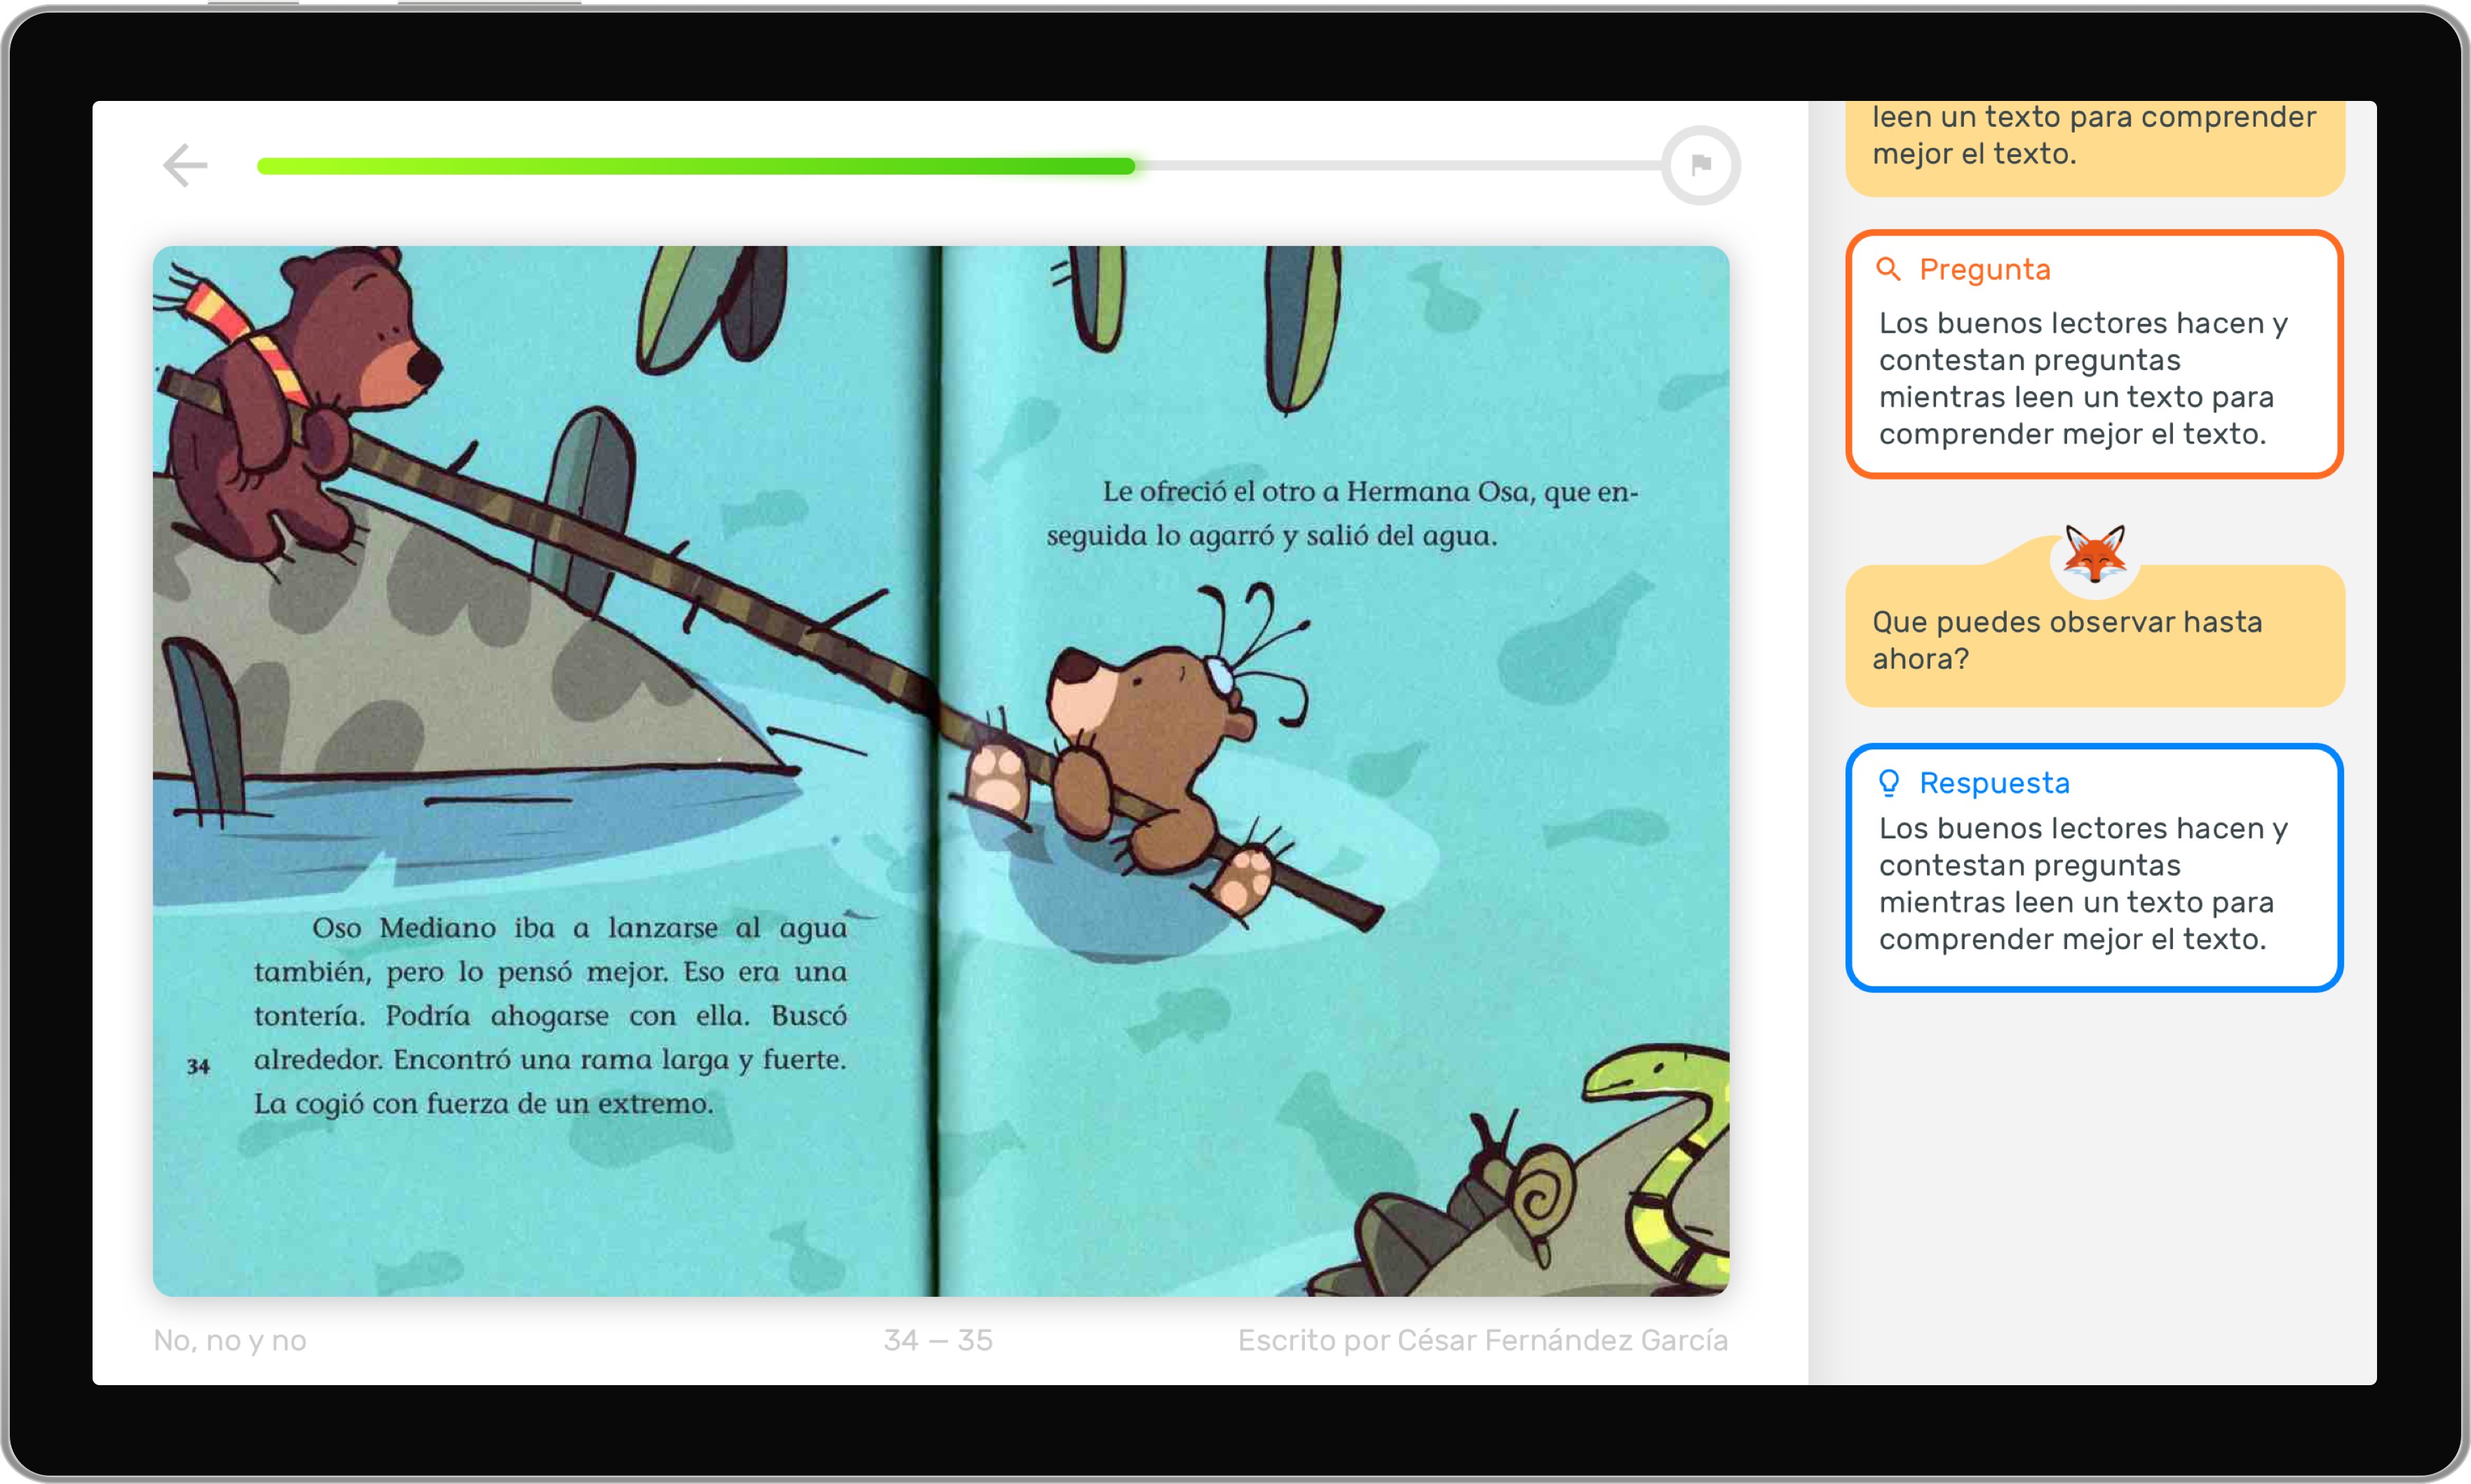 leen un texto para comprender
mejor el texto.
Pregunta
Los buenos lectores hacen y
contestan preguntas
mientras leen un texto para
comprender mejor el texto.
Que puedes observar hasta
ahora?
Respuesta
Los buenos lectores hacen y
contestan preguntas
mientras leen un texto para
comprender mejor el texto.
Oso Mediano iba a lanzarse al agua
también, pero lo pensó mejor. Eso era una
tontería. Podría ahogarse con ella. Buscó
alrededor. Encontró una rama larga y fuerte.
La cogió con fuerza de un extremo.
34
Le ofreció el otro a Hermana Osa, que en-
seguida lo agarró y salió del agua.
No, no y no
34 — 35
Escrito por César Fernández García